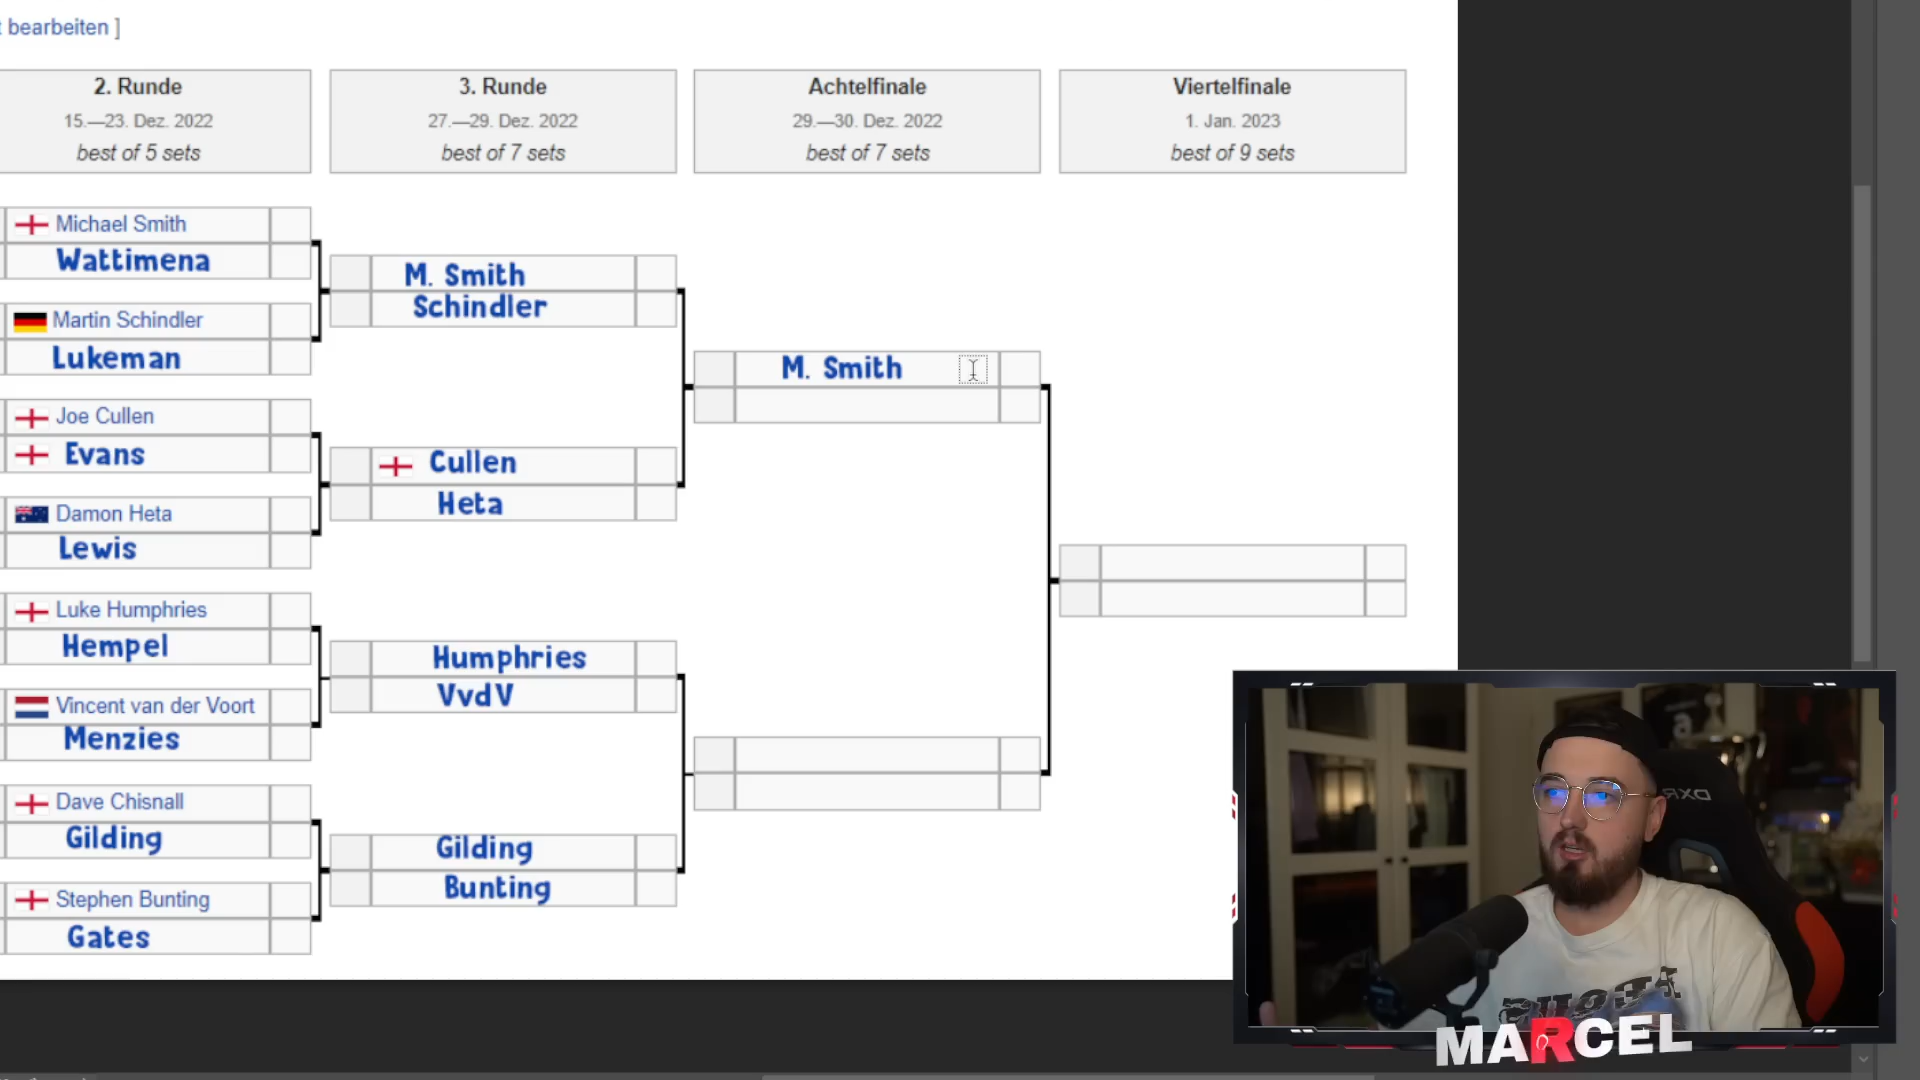 bearbeiten ]
2. Runde
15.—23. Dez. 2022
best of 5 sets
3. Runde
27.—29. Dez. 2022
best of 7 sets
Achtelfinale
29.—30. Dez. 2022
best of 7 sets
Viertelfinale
1. Jan. 2023
best of 9 sets
Michael Smith
Wattimena
Martin Schindler
Lukeman
Joe Cullen
Evans
Damon Heta
Lewis
Luke Humphries
Hempel
Vincent van der Voort
Menzies
Dave Chisnall
Gilding
Stephen Bunting
Gates
M. Smith
Schindler
Cullen
Heta
Humphries
VvdV
Gilding
Bunting
M. Smith
MARCEL